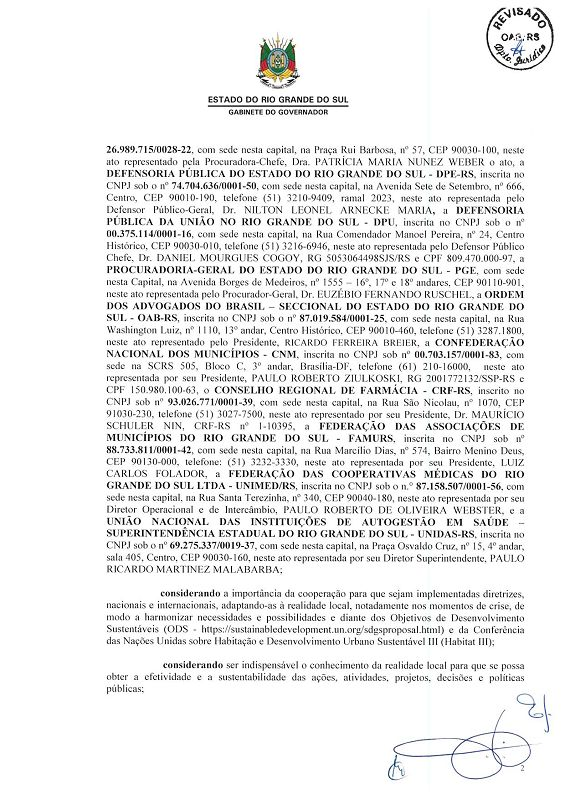 REVISADO
OAB/RS
Dpto. Jurídico
ESTADO DO RIO GRANDE DO SUL
GABINETE DO GOVERNADOR
26.989.715/0028-22, com sede nesta capital, na Praça Rui Barbosa, nº 57, CEP 90030-100, neste
ato representado pela Procuradora-Chefe, Dra. PATRÍCIA MARIA NUNEZ WEBER o ato, a
DEFENSORIA PÚBLICA DO ESTADO DO RIO GRANDE DO SUL - DPE-RS, inscrita no
CNPJ sob o nº 74.704.636/0001-50, com sede nesta capital, na Avenida Sete de Setembro, nº 666,
Centro, CEP 90010-190, telefone (51) 3210-9409, ramal 2023, neste ato representado pelo
Defensor Público-Geral, Dr. NILTON LEONEL ARNECKE MARIA, a DEFENSORIA
PÚBLICA DA UNIÃO NO RIO GRANDE DO SUL - DPU, inscrita no CNPJ sob o nº
00.375.114/0001-16, com sede nesta capital, na Rua Comendador Manoel Pereira, nº 24, Centro
Histórico, CEP 90030-010, telefone (51) 3216-6946, neste ato representada pelo Defensor Público
Chefe, Dr. DANIEL MOURGUES COGOY, RG 5053064498SJS/RS e CPF 809.470.000-97, a
PROCURADORIA-GERAL DO ESTADO DO RIO GRANDE DO SUL - PGE, com sede
nesta Capital, na Avenida Borges de Medeiros, nº 1555 – 16º, 17º e 18º andares, CEP 90110-901,
neste ato representada pelo Procurador-Geral, Dr. EUZÉBIO FERNANDO RUSCHEL, a ORDEM
DOS ADVOGADOS DO BRASIL – SECCIONAL DO ESTADO DO RIO GRANDE DO
SUL - OAB-RS, inscrito no CNPJ sob o nº 87.019.584/0001-25, com sede nesta capital, na Rua
Washington Luiz, nº 1110, 13º andar, Centro Histórico, CEP 90010-460, telefone (51) 3287.1800,
neste ato representado pelo Presidente, RICARDO FERREIRA BREIER, a CONFEDERAÇÃO
NACIONAL DOS MUNICÍPIOS - CNM, inscrita no CNPJ sob o nº 00.703.157/0001-83, com
sede na SCRS 505, Bloco C, 3º andar, Brasília-DF, telefone (61) 210-16000, neste ato
representado pelo seu Presidente, PAULO ROBERTO ZIULKOSKI, RG 2001772132/SSP-RS e
CPF 150.980.100-63, o CONSELHO REGIONAL DE FARMÁCIA - CRF-RS, inscrito no
CNPJ sob nº 93.026.771/0001-39, com sede nesta capital, na Rua São Nicolau, nº 1070, CEP
91030-230, telefone (51) 3027-7500, neste ato representado por seu Presidente, Dr. MAURÍCIO
SCHULER NIN, CRF-RS nº 1-10395, a FEDERAÇÃO DAS ASSOCIAÇÕES DE
MUNICÍPIOS DO RIO GRANDE DO SUL - FAMURS, inscrita no CNPJ sob nº
88.733.811/0001-42, com sede nesta capital, na Rua Marcílio Dias, nº 574, Bairro Menino Deus,
CEP 90130-000, telefone: (51) 3232-3330, neste ato representado pelo seu Presidente, LUIZ
CARLOS FOLADOR, a FEDERAÇÃO DAS COOPERATIVAS MÉDICAS DO RIO
GRANDE DO SUL LTDA - UNIMED/RS, inscrita no CNPJ sob o n.° 87.158.507/0001-56, com
sede nesta capital, na Rua Santa Terezinha, nº 340, CEP 90040-180, neste ato representada por seu
Diretor Operacional e de Intercâmbio, PAULO ROBERTO DE OLIVEIRA WEBSTER, e a
UNIÃO NACIONAL DAS INSTITUIÇÕES DE AUTOGESTÃO EM SAÚDE –
SUPERINTENDÊNCIA ESTADUAL DO RIO GRANDE DO SUL - UNIDAS-RS, inscrito no
CNPJ sob o nº 69.275.337/0019-37, com sede nesta capital, na Praça Osvaldo Cruz, nº 15, 4º andar,
sala 405, Centro, CEP 90030-160, neste ato representada por seu Diretor Superintendente, PAULO
RICARDO MARTINEZ MALABARBA;
considerando a importância da cooperação para que sejam implementadas diretrizes,
nacionais e internacionais, adaptando-as à realidade local, notadamente nos momentos de crise, de
modo a harmonizar necessidades e possibilidades e diante dos Objetivos de Desenvolvimento
Sustentáveis (ODS - https://sustainabledevelopment.un.org/sdgsproposal.html) e da Conferência
das Nações Unidas sobre Habitação e Desenvolvimento Urbano Sustentável III (Habitat III);
considerando ser indispensável o conhecimento da realidade local para que se possa
obter a efetividade e a sustentabilidade das ações, atividades, projetos, decisões e políticas
públicas;
2